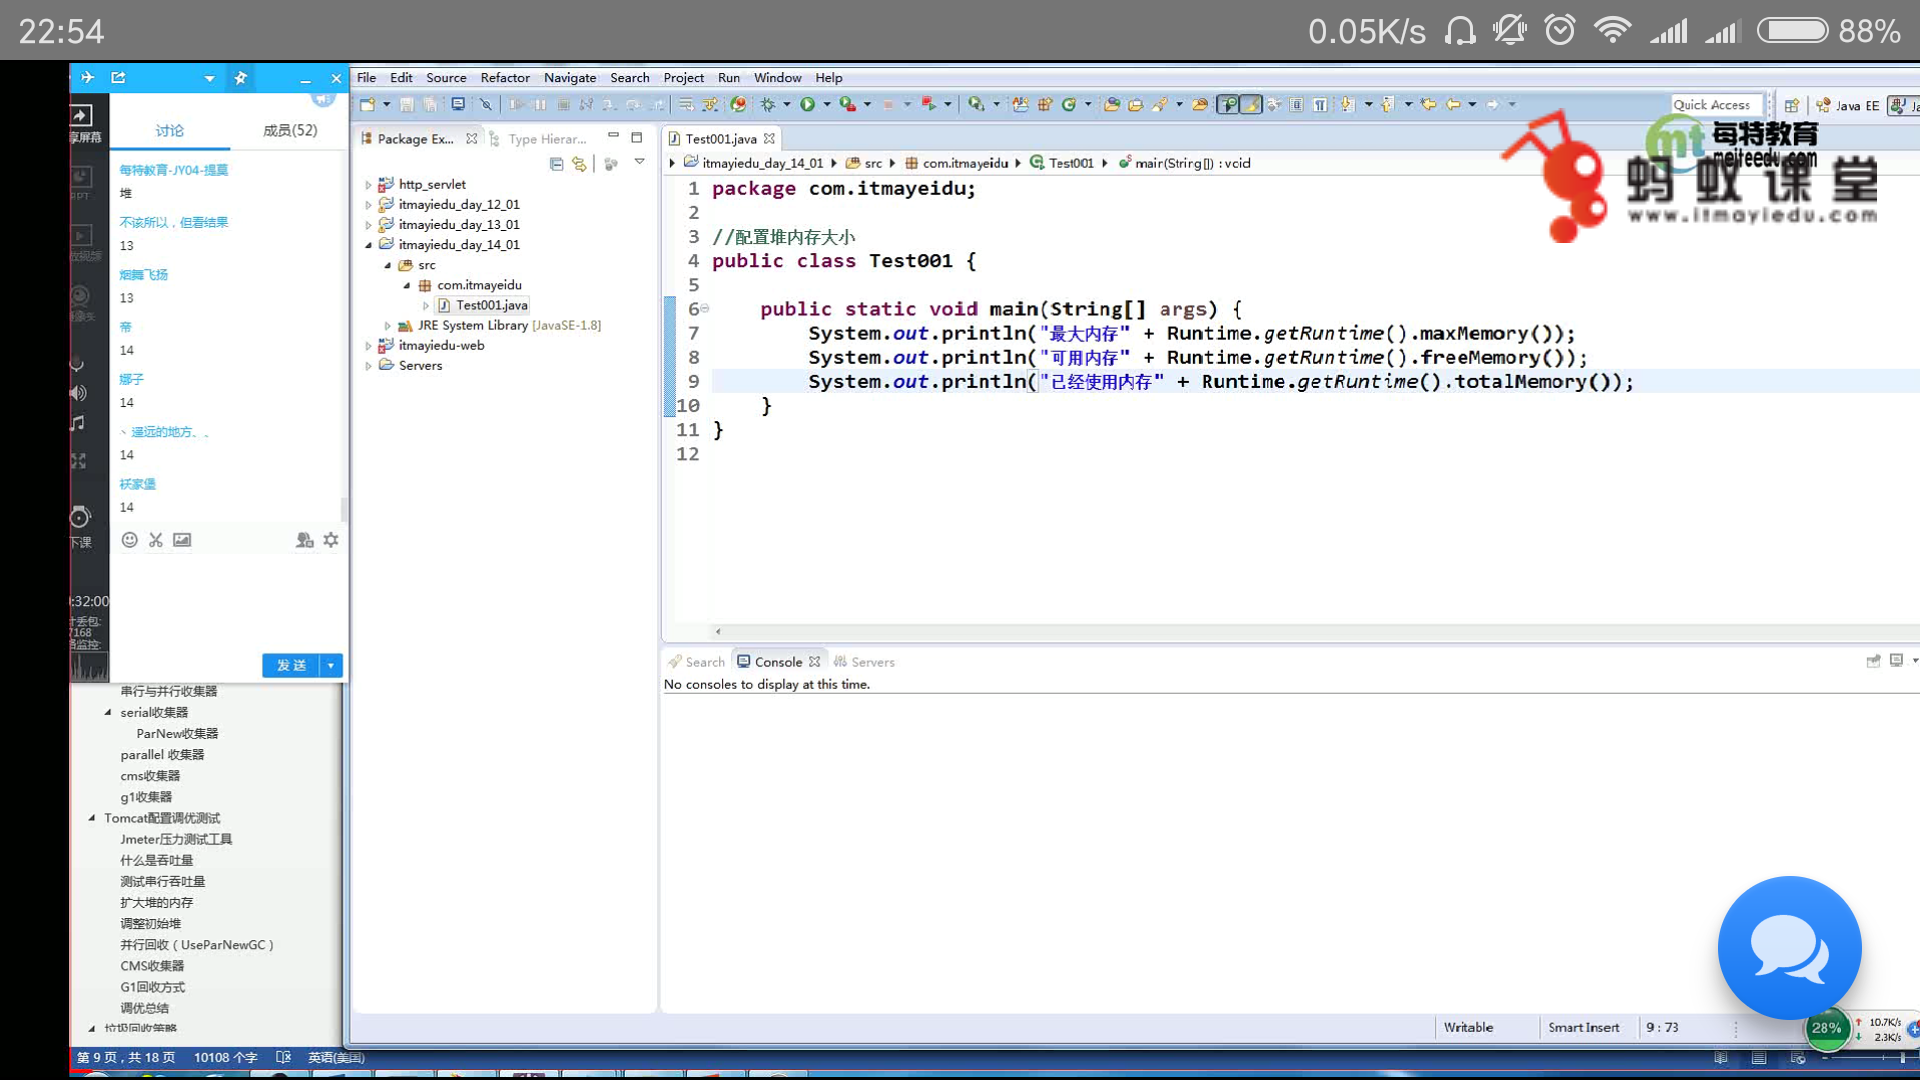 22:54
0.05K/s
88%
File Edit Source Refactor Navigate Search Project Run Window Help
Quick Access
Java EE
享屏幕
讨论
成员(52)
PPT
每特教育-JY04-提莫
堆
不该所以，但看结果
13
烟舞飞扬
13
帝
14
娜子
14
丶 遥远的地方、、
14
袄家堡
14
下课
:32:00
7168
发送
Package Ex...
Type Hierar...
http_servlet
itmayiedu_day_12_01
itmayiedu_day_13_01
itmayiedu_day_14_01
src
com.itmayeidu
Test001.java
JRE System Library [JavaSE-1.8]
itmayiedu-web
Servers
Test001.java
itmayiedu_day_14_01 src com.itmayeidu Test001 main(String[]) : void
每特教育
meiteedu.com
蚂蚁课堂
www.itmayiedu.com
1 package com.itmayeidu;
2
3 //配置堆内存大小
4 public class Test001 {
5
6 public static void main(String[] args) {
7 System.out.println("最大内存" + Runtime.getRuntime().maxMemory());
8 System.out.println("可用内存" + Runtime.getRuntime().freeMemory());
9 System.out.println("已经使用内存" + Runtime.getRuntime().totalMemory());
10 }
11 }
12
Search Console Servers
No consoles to display at this time.
串行与并行收集器
serial收集器
ParNew收集器
parallel 收集器
cms收集器
g1收集器
Tomcat配置调优测试
Jmeter压力测试工具
什么是吞吐量
测试串行吞吐量
扩大堆的内存
调整初始堆
并行回收（UseParNewGC）
CMS收集器
G1回收方式
调优总结
垃圾回收策略
Writable
Smart Insert
9 : 73
28%
10.7K/s
2.3K/s
第 9 页，共 18 页 10108 个字 英语(美国)